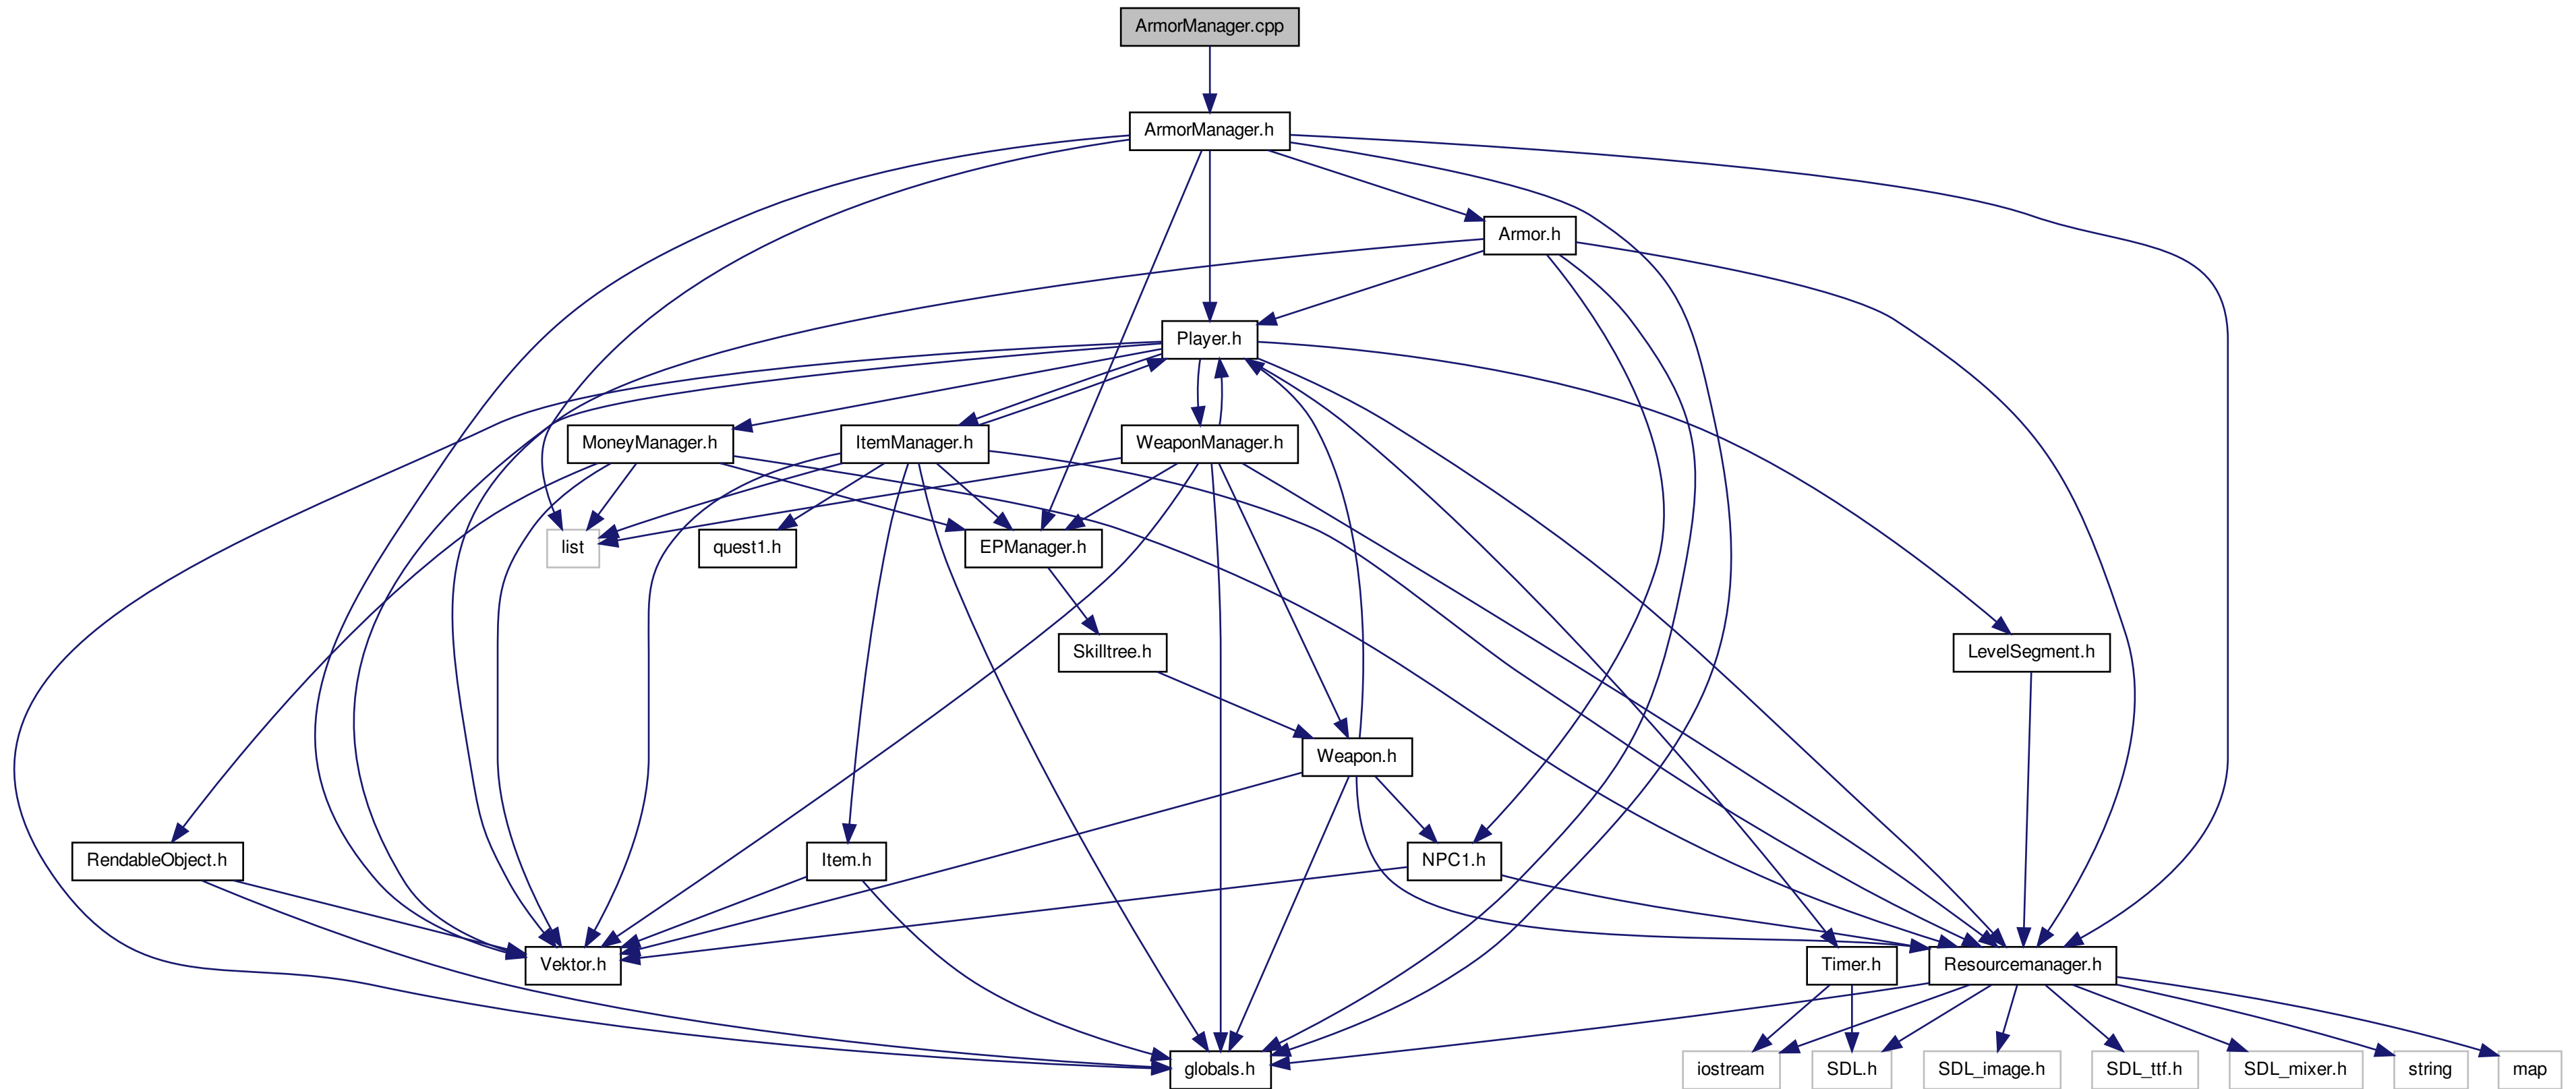 ArmorManager.cpp
ArmorManager.h
Armor.h
Player.h
MoneyManager.h
ItemManager.h
WeaponManager.h
list
quest1.h
EPManager.h
Skilltree.h
LevelSegment.h
Weapon.h
RendableObject.h
Item.h
NPC1.h
Vektor.h
Timer.h
Resourcemanager.h
globals.h
iostream
SDL.h
SDL_image.h
SDL_ttf.h
SDL_mixer.h
string
map